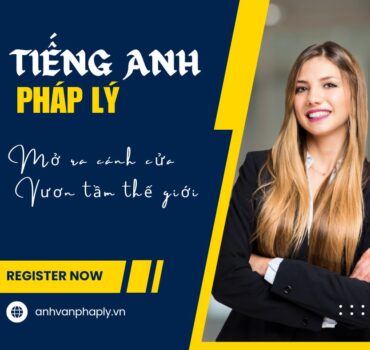 TIẾNG ANH
PHÁP LÝ
Mở ra cánh cửa
Vươn tầm thế giới
REGISTER NOW
anhvanphaply.vn